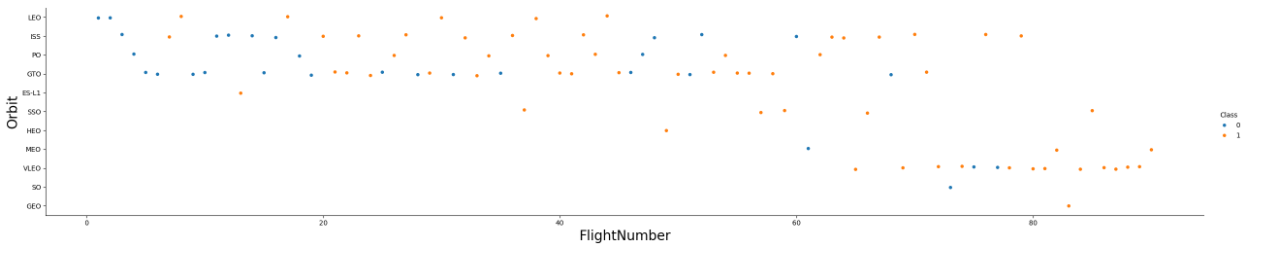 LEO
ISS
PO
GTO
ES-L1
SSO
HEO
MEO
VLEO
SO
GEO
Orbit
0 20 40 60 80
FlightNumber
Class
0
1